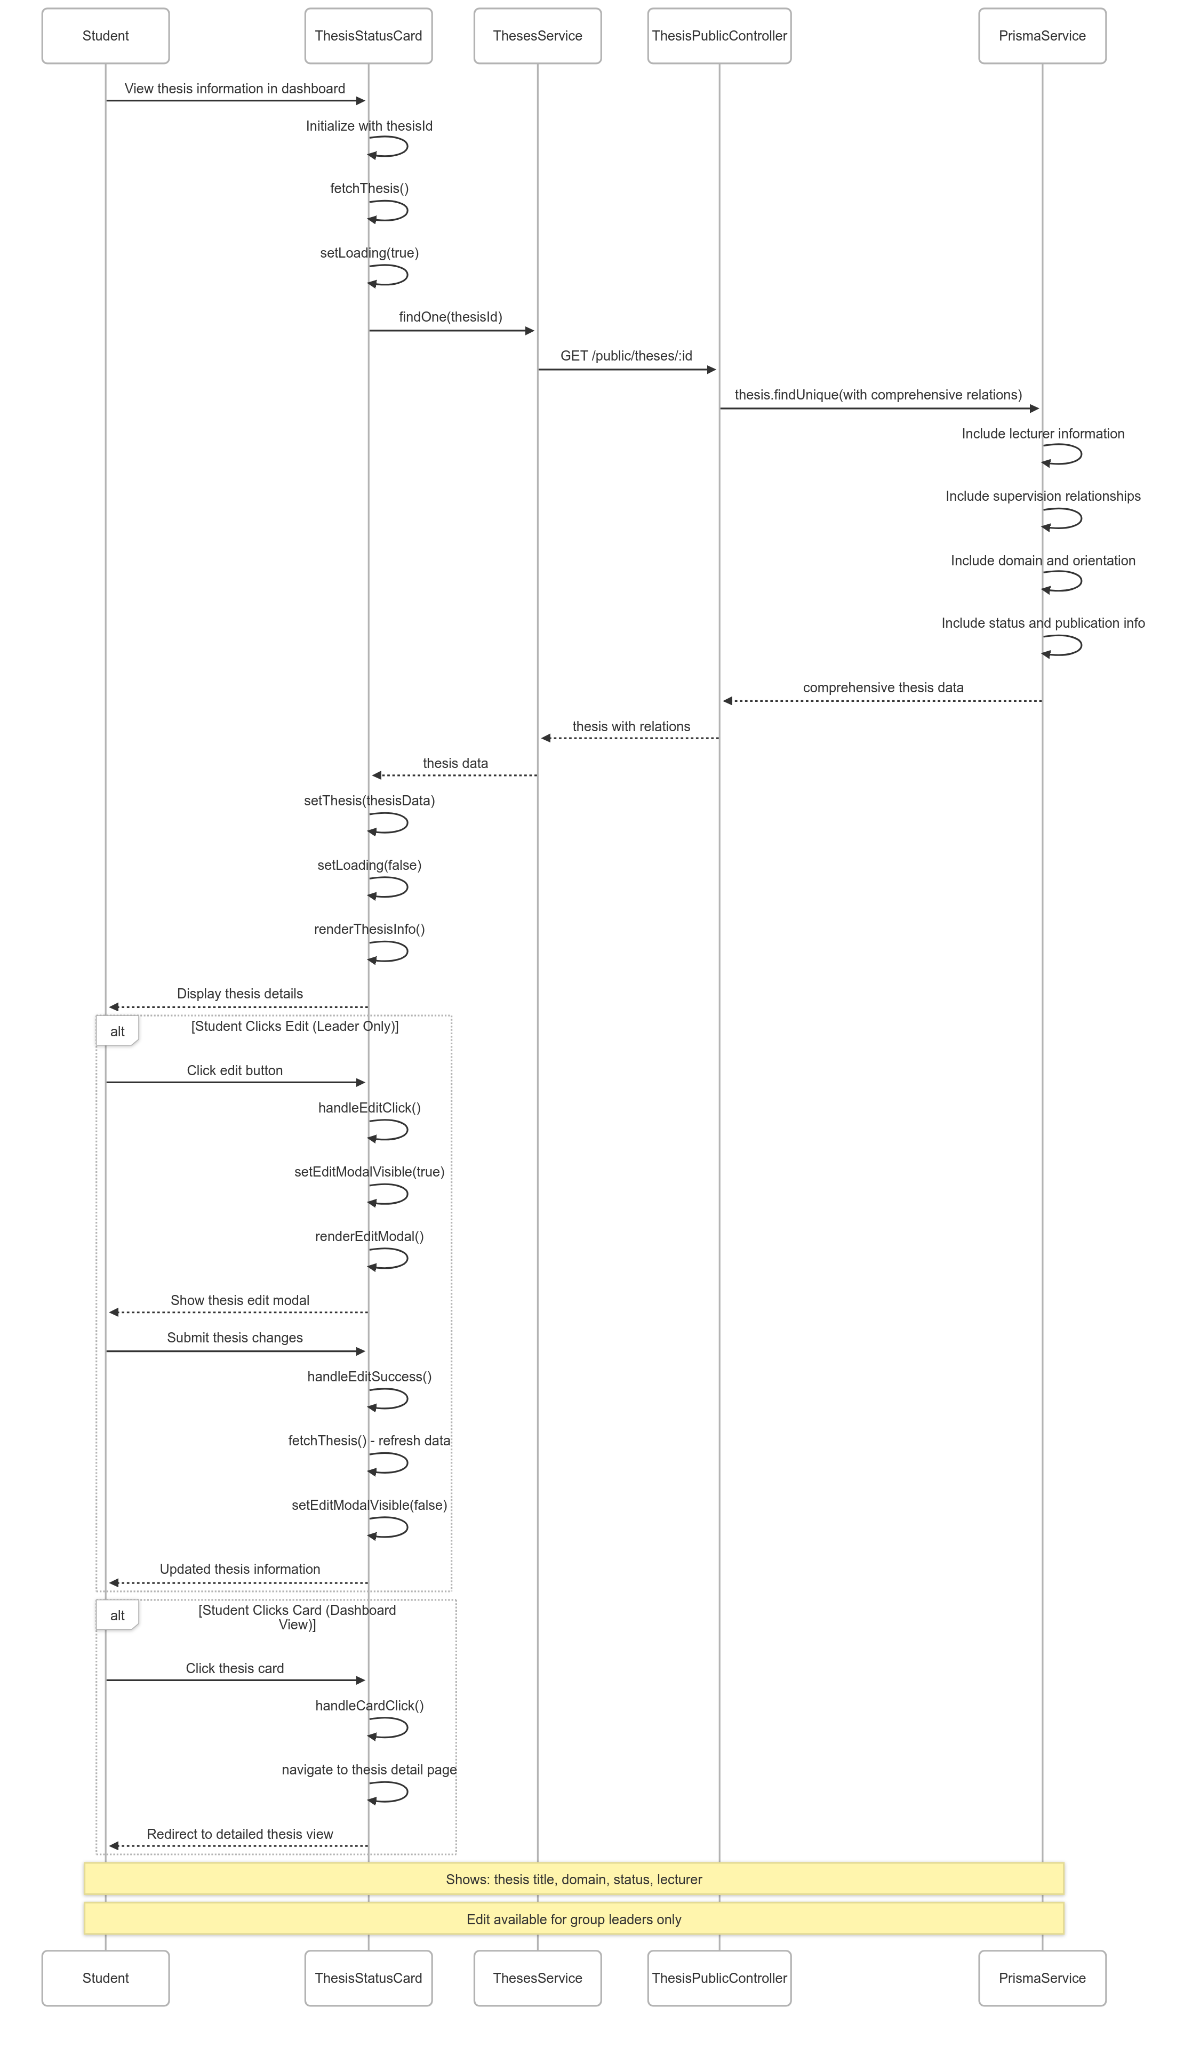 Student
ThesisStatusCard
ThesesService
ThesisPublicController
PrismaService
View thesis information in dashboard
Initialize with thesisId
fetchThesis()
setLoading(true)
findOne(thesisId)
GET /public/theses/:id
thesis.findUnique(with comprehensive relations)
Include lecturer information
Include supervision relationships
Include domain and orientation
Include status and publication info
comprehensive thesis data
thesis with relations
thesis data
setThesis(thesisData)
setLoading(false)
renderThesisInfo()
Display thesis details
alt
[Student Clicks Edit (Leader Only)]
Click edit button
handleEditClick()
setEditModalVisible(true)
renderEditModal()
Show thesis edit modal
Submit thesis changes
handleEditSuccess()
fetchThesis() - refresh data
setEditModalVisible(false)
Updated thesis information
alt
[Student Clicks Card (Dashboard
View)]
Click thesis card
handleCardClick()
navigate to thesis detail page
Redirect to detailed thesis view
Shows: thesis title, domain, status, lecturer
Edit available for group leaders only
Student
ThesisStatusCard
ThesesService
ThesisPublicController
PrismaService